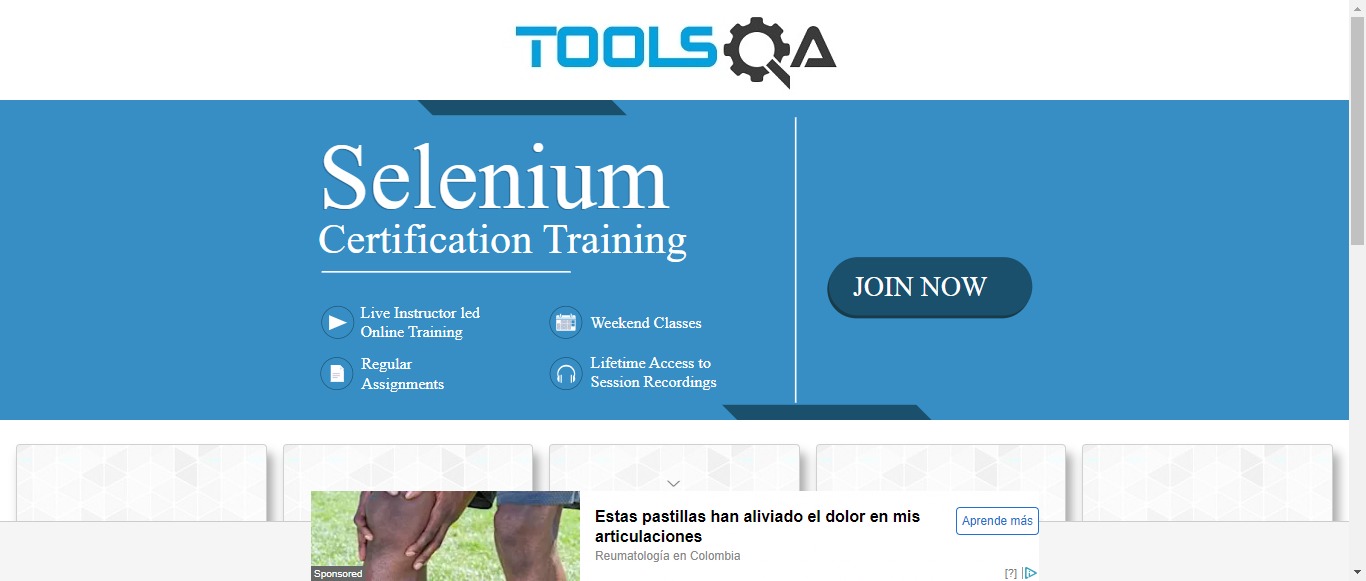 TOOLSQA
Selenium
Certification Training
Live Instructor led
Online Training
Weekend Classes
Regular
Assignments
Lifetime Access to
Session Recordings
JOIN NOW
Estas pastillas han aliviado el dolor en mis
articulaciones
Reumatología en Colombia
Aprende más
Sponsored
[?]